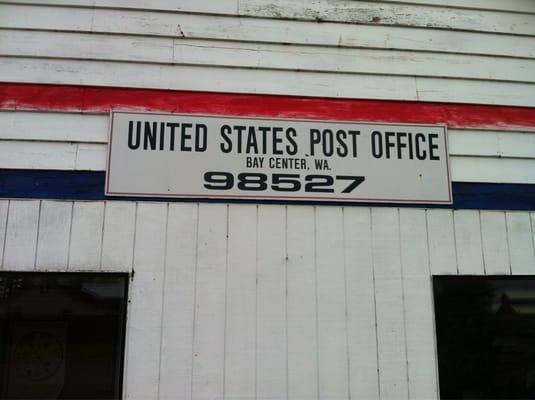 UNITED STATES POST OFFICE
BAY CENTER, WA.
98527